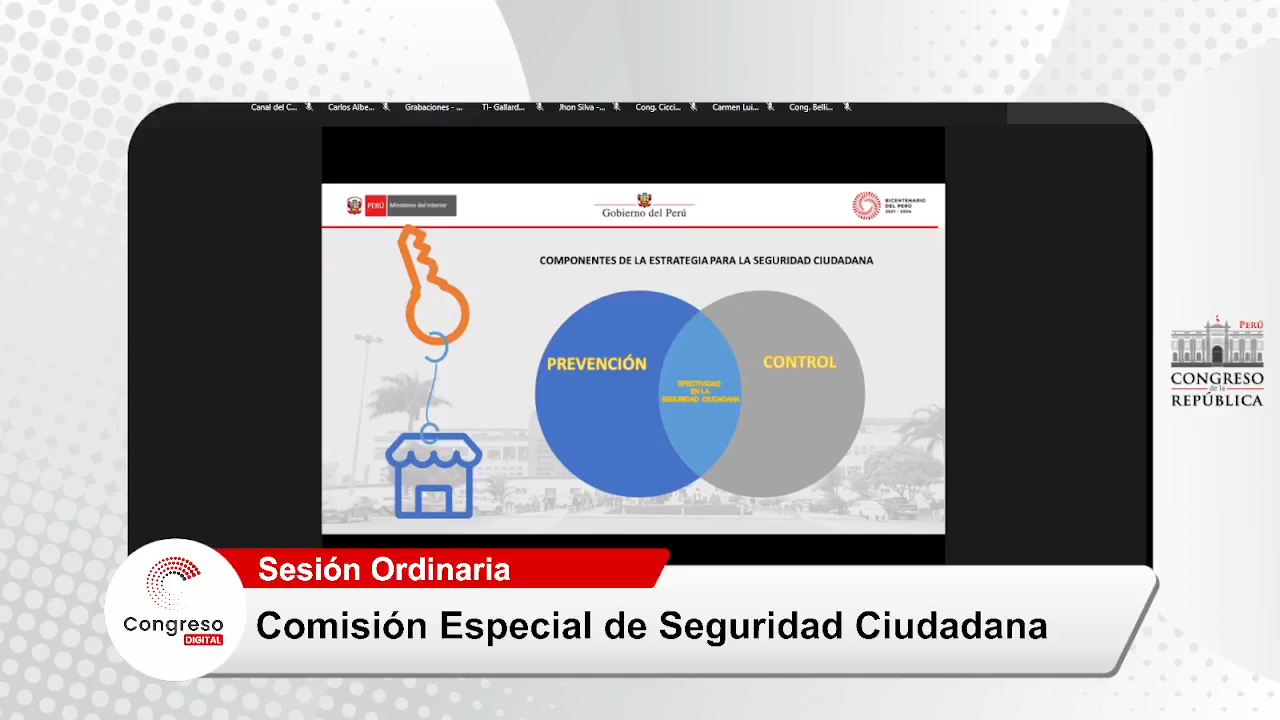 Canal del C...
Carlos Albe...
Grabaciones - ...
TI- Gallard...
Jhon Silva -...
Cong. Cicci...
Carmen Lui...
Cong. Belli...
PERÚ
Ministerio del Interior
Gobierno del Perú
BICENTENARIO
DEL PERÚ
2021 - 2024
COMPONENTES DE LA ESTRATEGIA PARA LA SEGURIDAD CIUDADANA
PREVENCIÓN
EFECTIVIDAD
EN LA
SEGURIDAD CIUDADANA
CONTROL
PERÚ
CONGRESO
de la
REPÚBLICA
Sesión Ordinaria
Congreso
DIGITAL
Comisión Especial de Seguridad Ciudadana